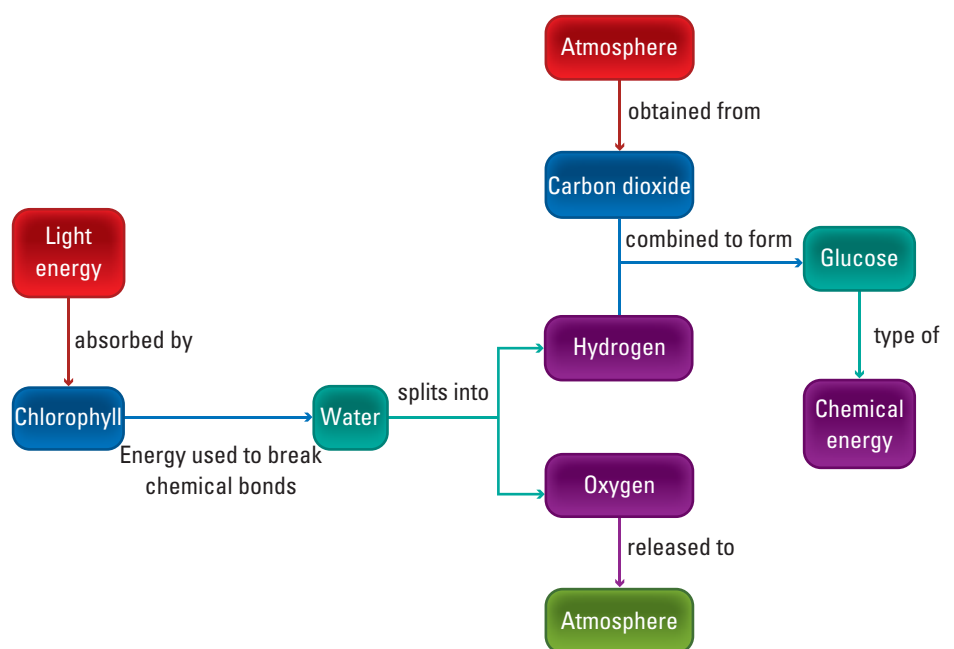 Atmosphere
obtained from
Carbon dioxide
Light
energy
combined to form
Glucose
absorbed by
Hydrogen
type of
splits into
Chlorophyll
Water
Chemical
energy
Energy used to break
chemical bonds
Oxygen
released to
Atmosphere